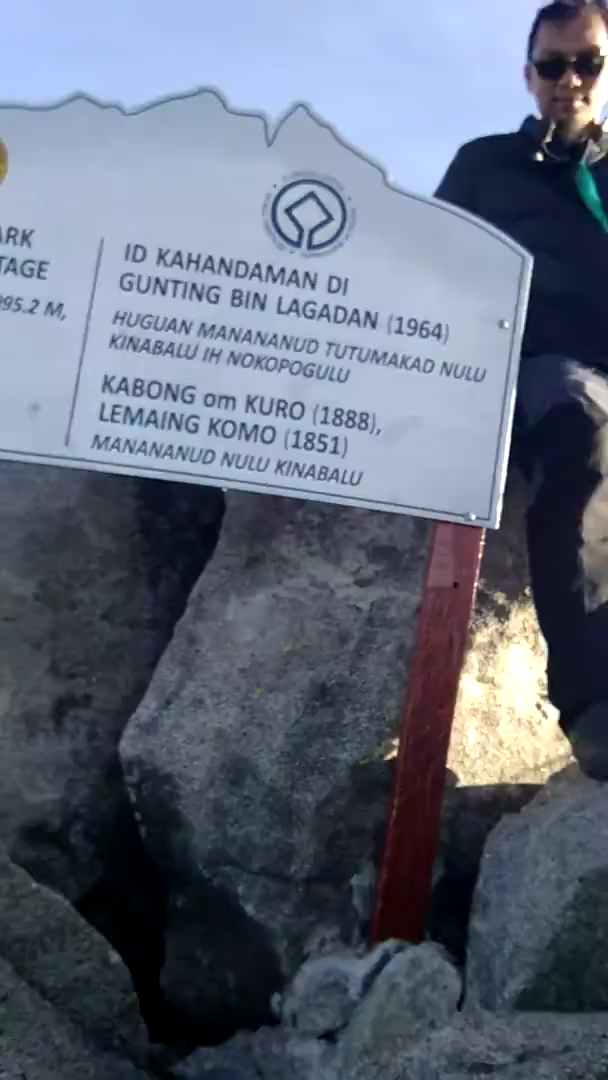 ARK
TAGE
995.2 M,
ID KAHANDAMAN DI
GUNTING BIN LAGADAN (1964)
HUGUAN MANANANUD TUTUMAKAD NULU
KINABALU IH NOKOPOGULU
KABONG om KURO (1888),
LEMAING KOMO (1851)
MANANANUD NULU KINABALU